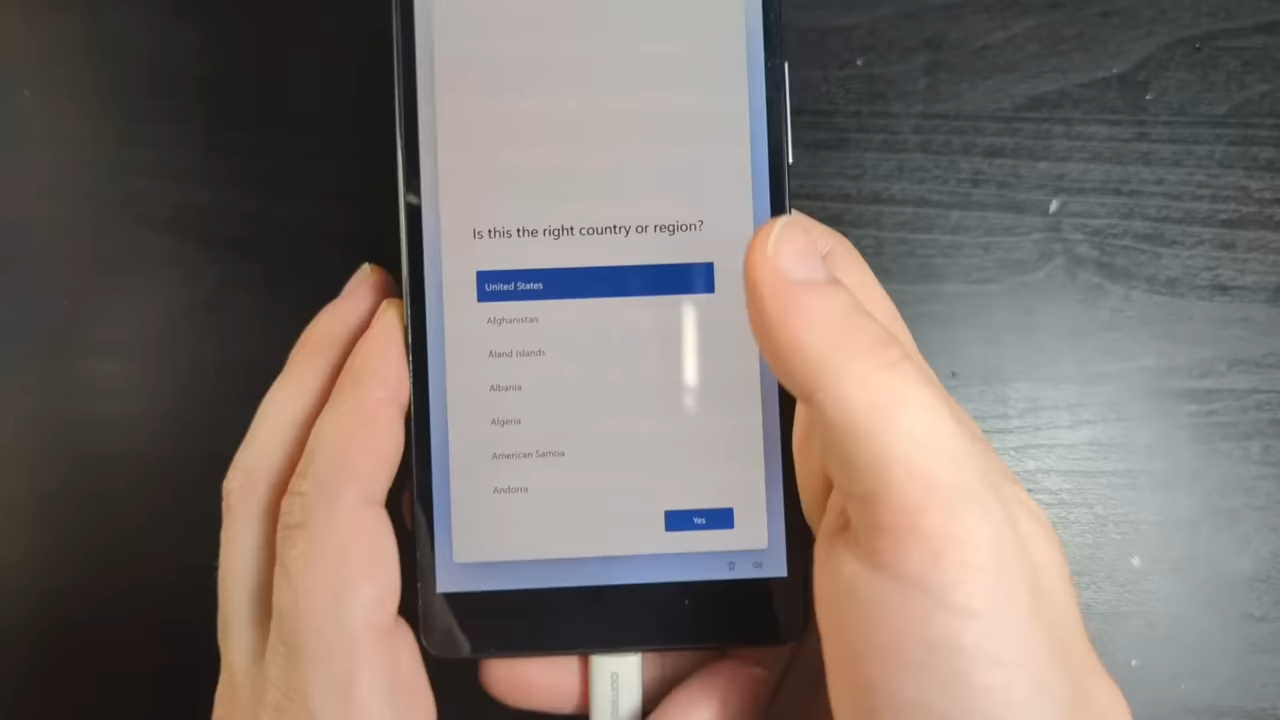 Is this the right country or region?
United States
Afghanistan
Åland Islands
Albania
Algeria
American Samoa
Andorra
Yes